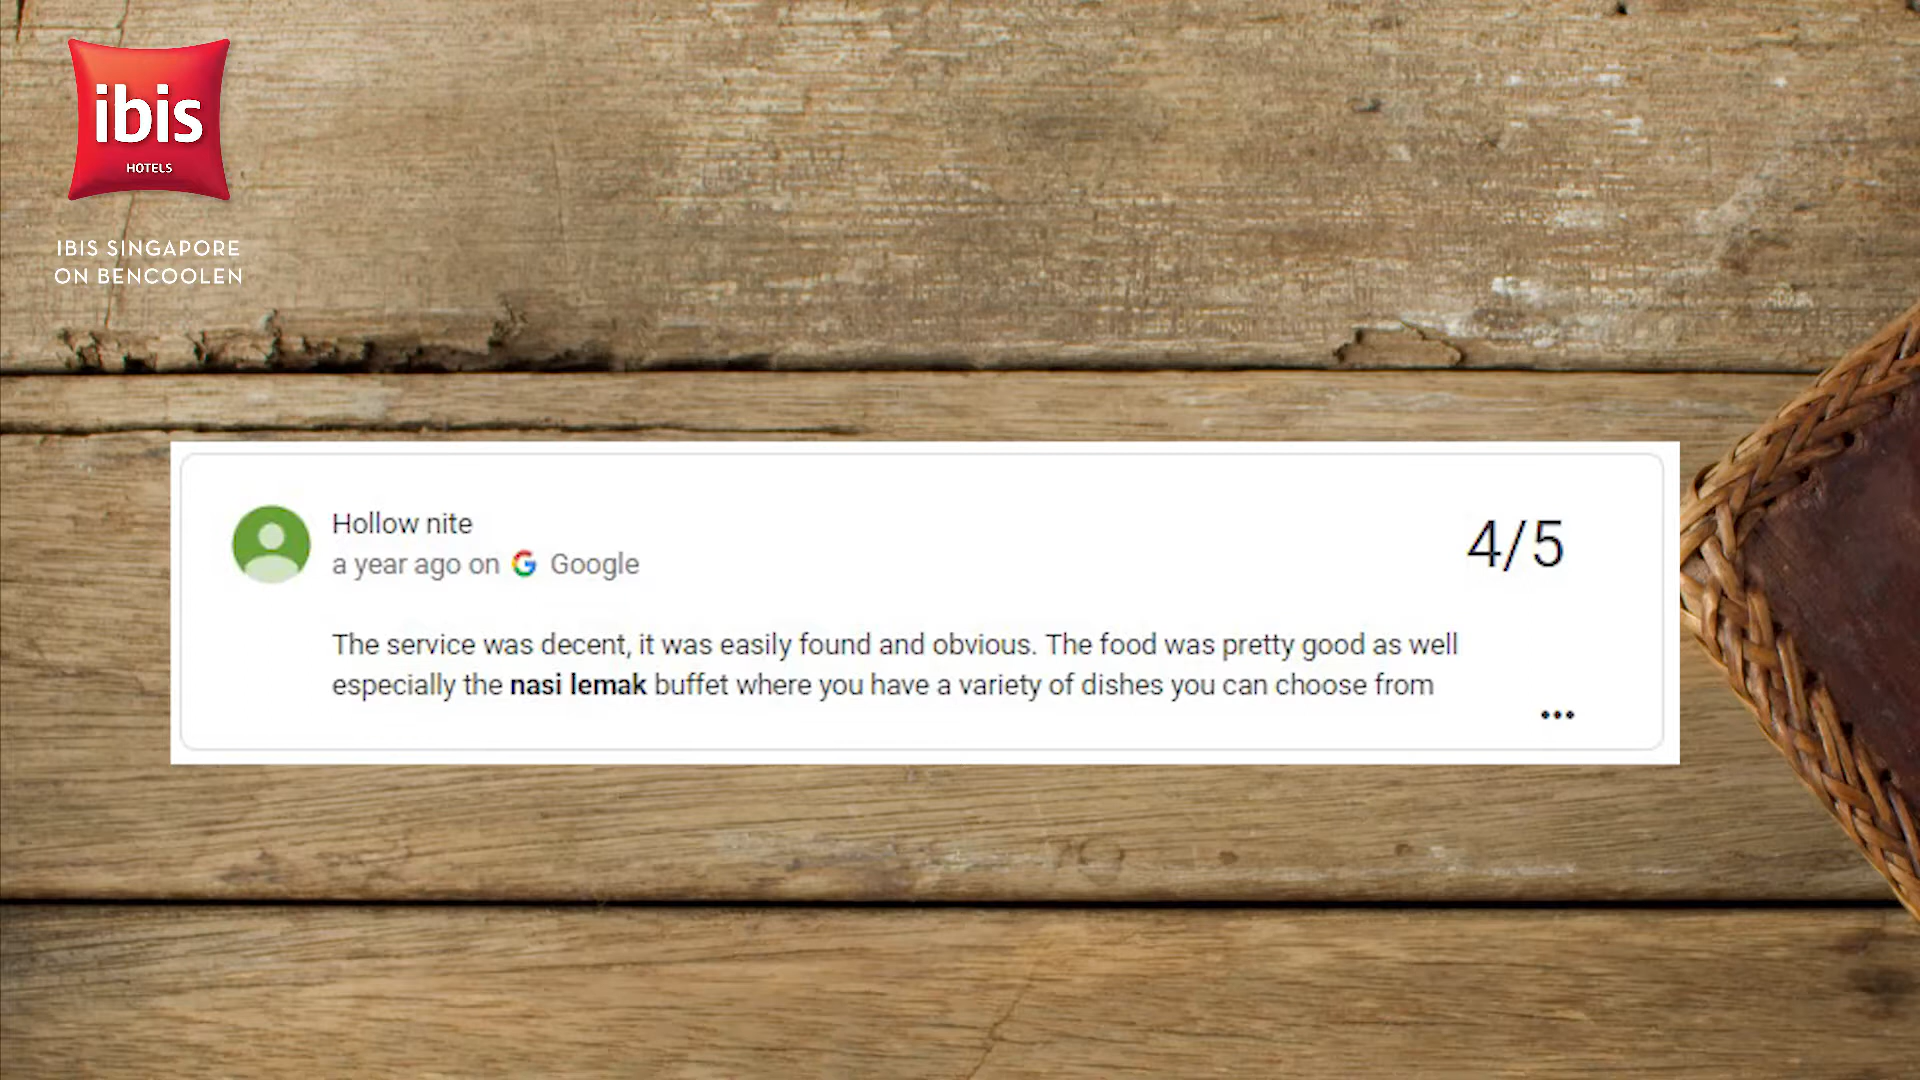 ibis
HOTELS
IBIS SINGAPORE
ON BENCOOLEN
Hollow nite
a year ago on G Google
4/5
The service was decent, it was easily found and obvious. The food was pretty good as well
especially the nasi lemak buffet where you have a variety of dishes you can choose from